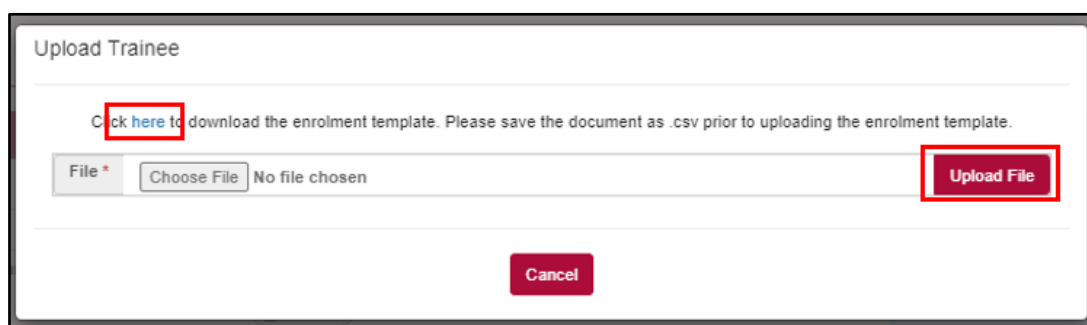 Upload Trainee
Click here to download the enrolment template. Please save the document as .csv prior to uploading the enrolment template.
File * Choose File No file chosen Upload File
Cancel